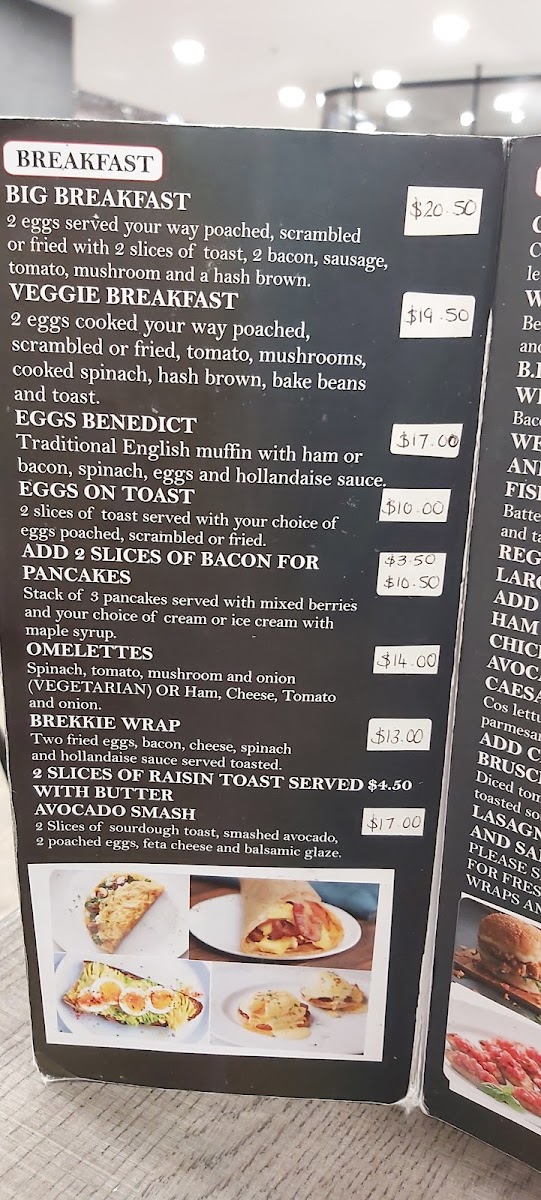 BREAKFAST
BIG BREAKFAST $20.50
2 eggs served your way poached, scrambled
or fried with 2 slices of toast, 2 bacon, sausage,
tomato, mushroom and a hash brown.
VEGGIE BREAKFAST $19.50
2 eggs cooked your way poached,
scrambled or fried, tomato, mushrooms,
cooked spinach, hash brown, bake beans
and toast.
EGGS BENEDICT $17.00
Traditional English muffin with ham or
bacon, spinach, eggs and hollandaise sauce.
EGGS ON TOAST $10.00
2 slices of toast served with your choice of
eggs poached, scrambled or fried.
ADD 2 SLICES OF BACON FOR $3.50
PANCAKES $10.50
Stack of 3 pancakes served with mixed berries
and your choice of cream or ice cream with
maple syrup.
OMELETTES $14.00
Spinach, tomato, mushroom and onion
(VEGETARIAN) OR Ham, Cheese, Tomato
and onion.
BREKKIE WRAP $13.00
Two fried eggs, bacon, cheese, spinach
and hollandaise sauce served toasted.
2 SLICES OF RAISIN TOAST SERVED $4.50
WITH BUTTER
AVOCADO SMASH $17.00
2 Slices of sourdough toast, smashed avocado,
2 poached eggs, feta cheese and balsamic glaze.
ADD
HAM
ADD
AND
PLEASE
FOR
WRAPS